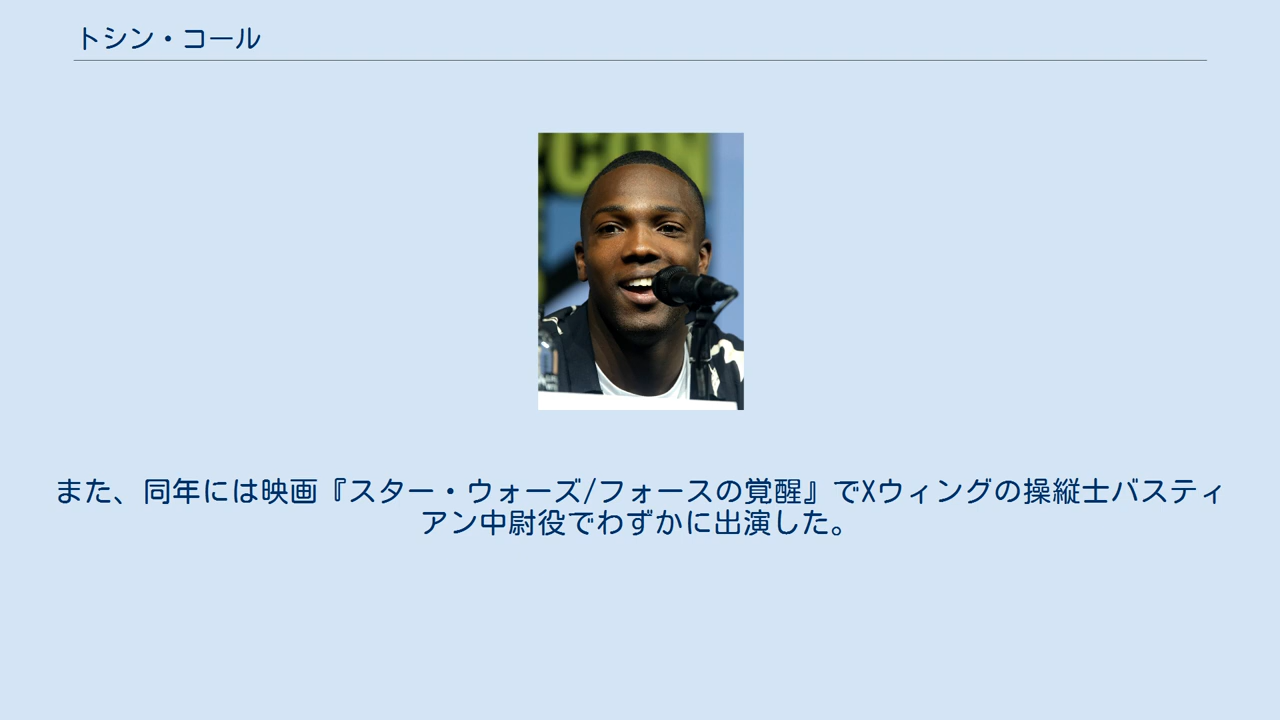 トシン・コール
CON
また、同年には映画『スター・ウォーズ/フォースの覚醒』でXウィングの操縦士バスティ
アン中尉役でわずかに出演した。